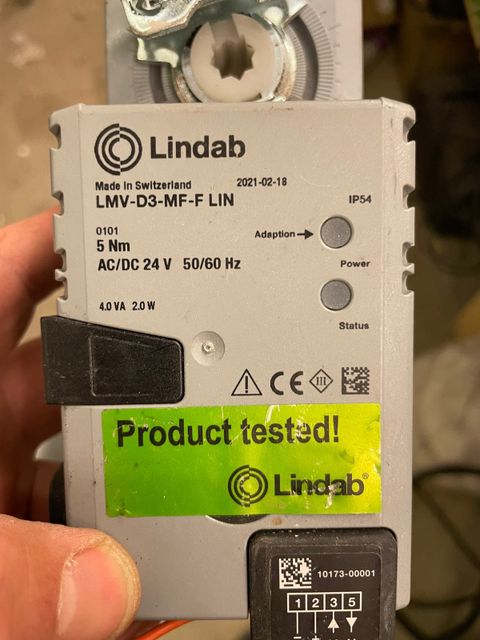 Lindab
Made in Switzerland 2021-02-18
LMV-D3-MF-F LIN
IP54
0101
5 Nm
Adaption
AC/DC 24 V 50/60 Hz
Power
4.0 VA 2.0 W
Status
CE III
Product tested!
Lindab®
10173-00001
1 2 3 5